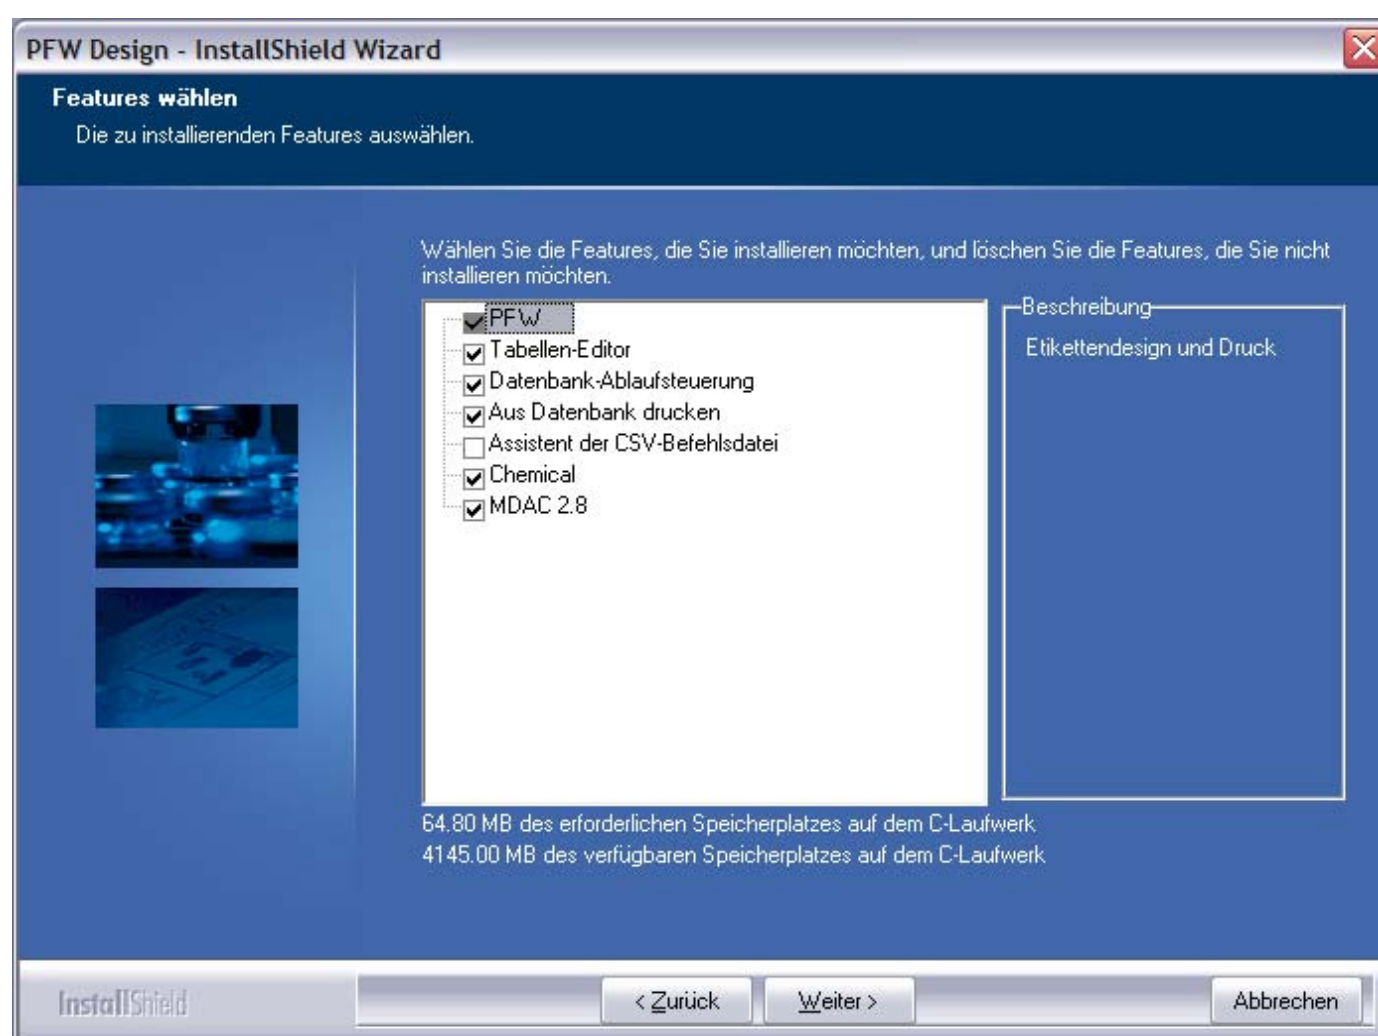 PFW Design - InstallShield Wizard
Features wählen
Die zu installierenden Features auswählen.
Wählen Sie die Features, die Sie installieren möchten, und löschen Sie die Features, die Sie nicht
installieren möchten.
PFW
Tabellen-Editor
Datenbank-Ablaufsteuerung
Aus Datenbank drucken
Assistent der CSV-Befehlsdatei
Chemical
MDAC 2.8
Beschreibung
Etikettendesign und Druck
64.80 MB des erforderlichen Speicherplatzes auf dem C-Laufwerk
4145.00 MB des verfügbaren Speicherplatzes auf dem C-Laufwerk
InstallShield
< Zurück
Weiter >
Abbrechen